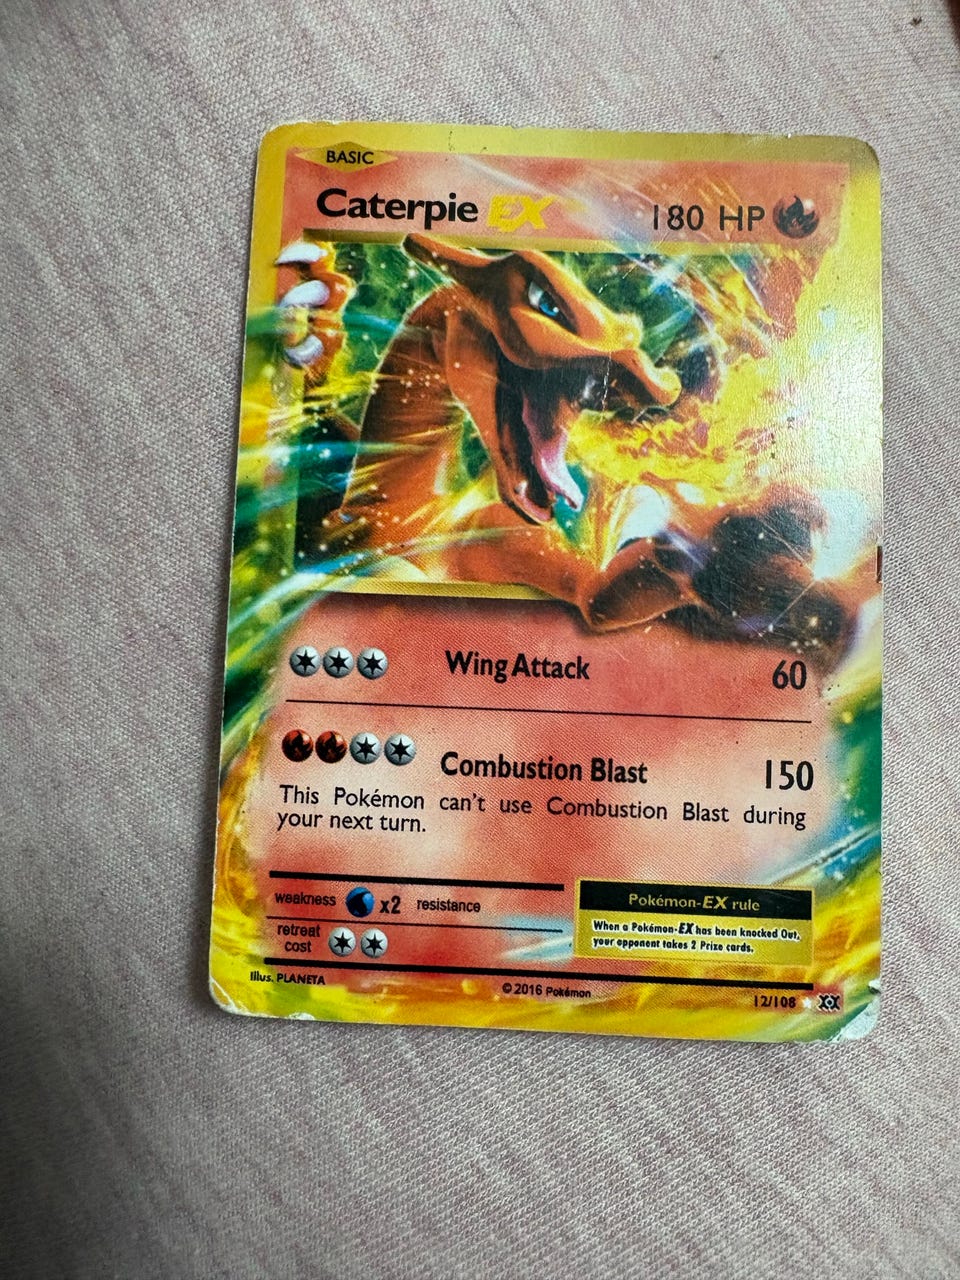 BASIC
Caterpie EX 180 HP
Wing Attack 60
Combustion Blast 150
This Pokémon can't use Combustion Blast during
your next turn.
weakness x2 resistance
retreat
cost
Pokémon-EX rule
When a Pokémon-EX has been knocked Out,
your opponent takes 2 Prize cards.
Illus. PLANETA
© 2016 Pokémon
12/108